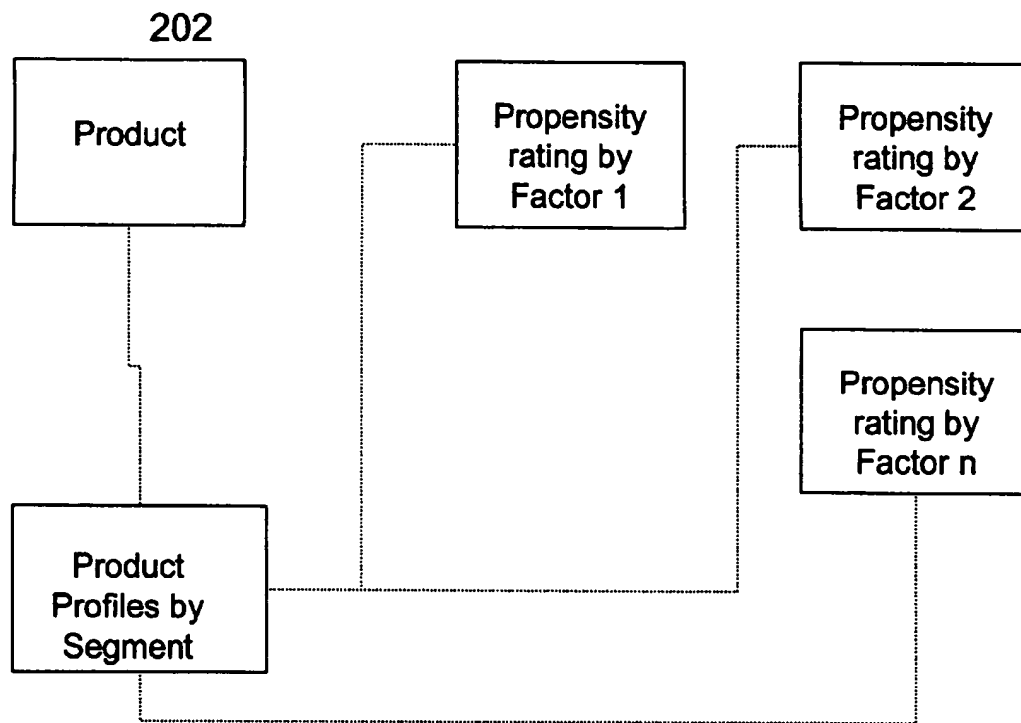 202
Product
Propensity
rating by
Factor 1
Propensity
rating by
Factor 2
Propensity
rating by
Factor n
Product
Profiles by
Segment